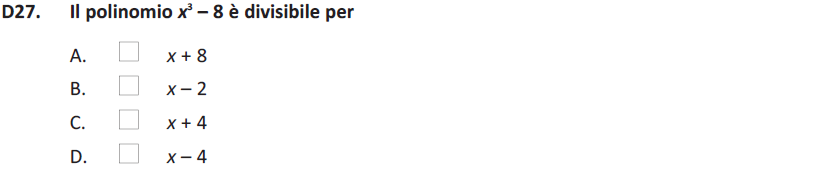 D27. Il polinomio x³ – 8 è divisibile per
A. x + 8
B. x – 2
C. x + 4
D. x – 4